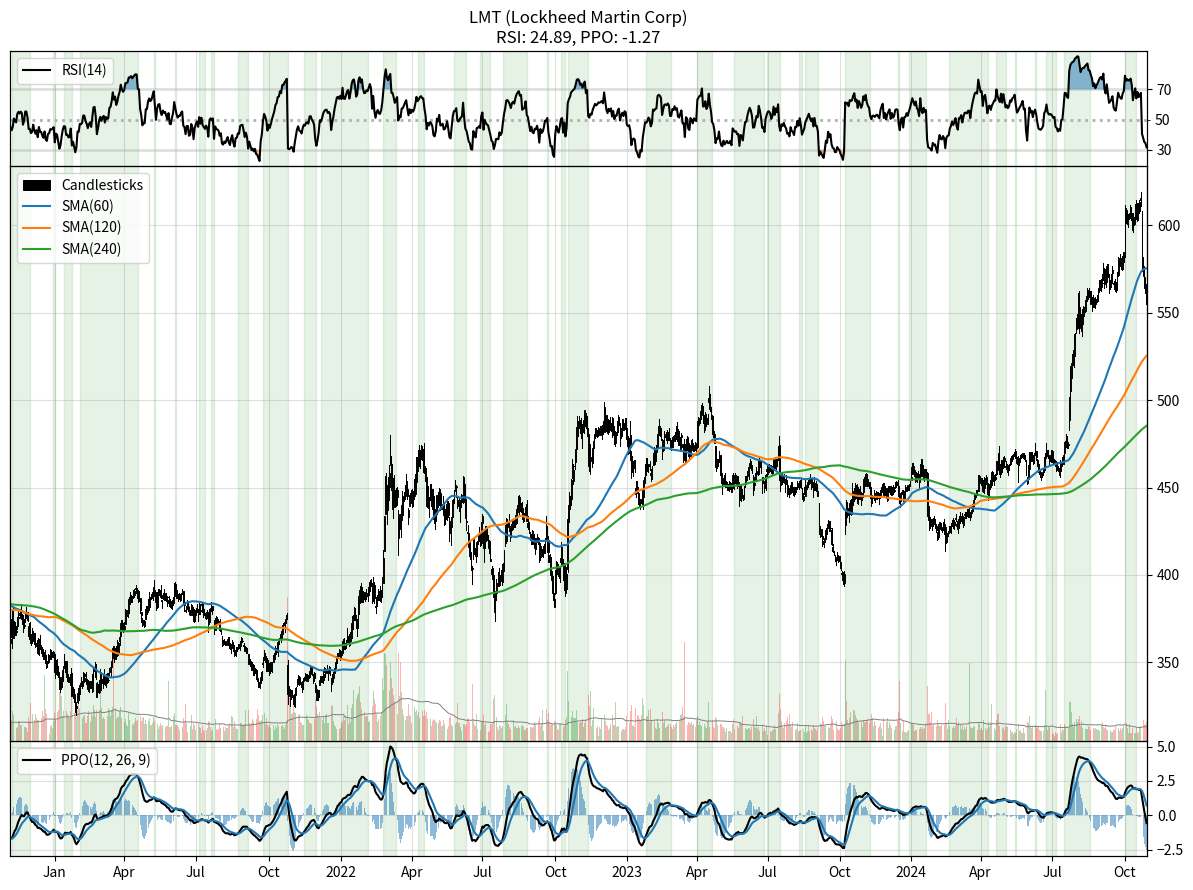 LMT (Lockheed Martin Corp)
RSI: 24.89, PPO: -1.27
RSI(14)
70
50
30
Candlesticks
SMA(60)
SMA(120)
SMA(240)
600
550
500
450
400
350
PPO(12, 26, 9)
5.0
2.5
0.0
−2.5
Jan Apr Jul Oct 2022 Apr Jul Oct 2023 Apr Jul Oct 2024 Apr Jul Oct